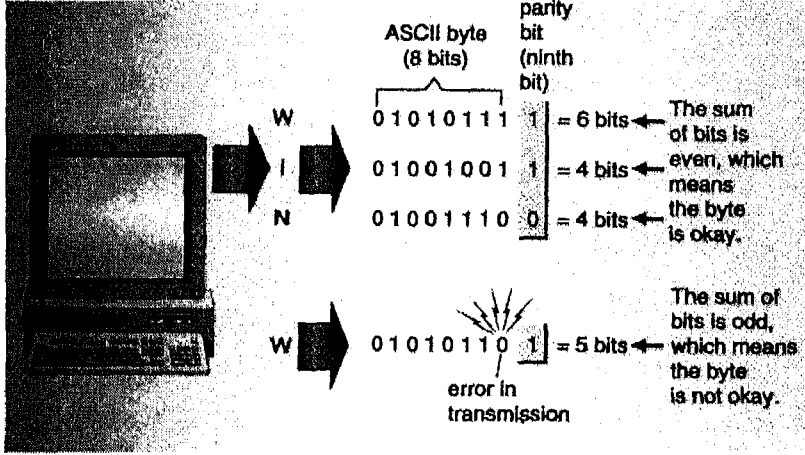 ASCII byte
(8 bits)
parity
bit
(ninth
bit)
W 01010111 1 = 6 bits
I 01001001 1 = 4 bits
N 01001110 0 = 4 bits
The sum
of bits is
even, which
means
the byte
is okay.
W 01010110 1 = 5 bits
error in
transmission
The sum of
bits is odd,
which means
the byte
is not okay.